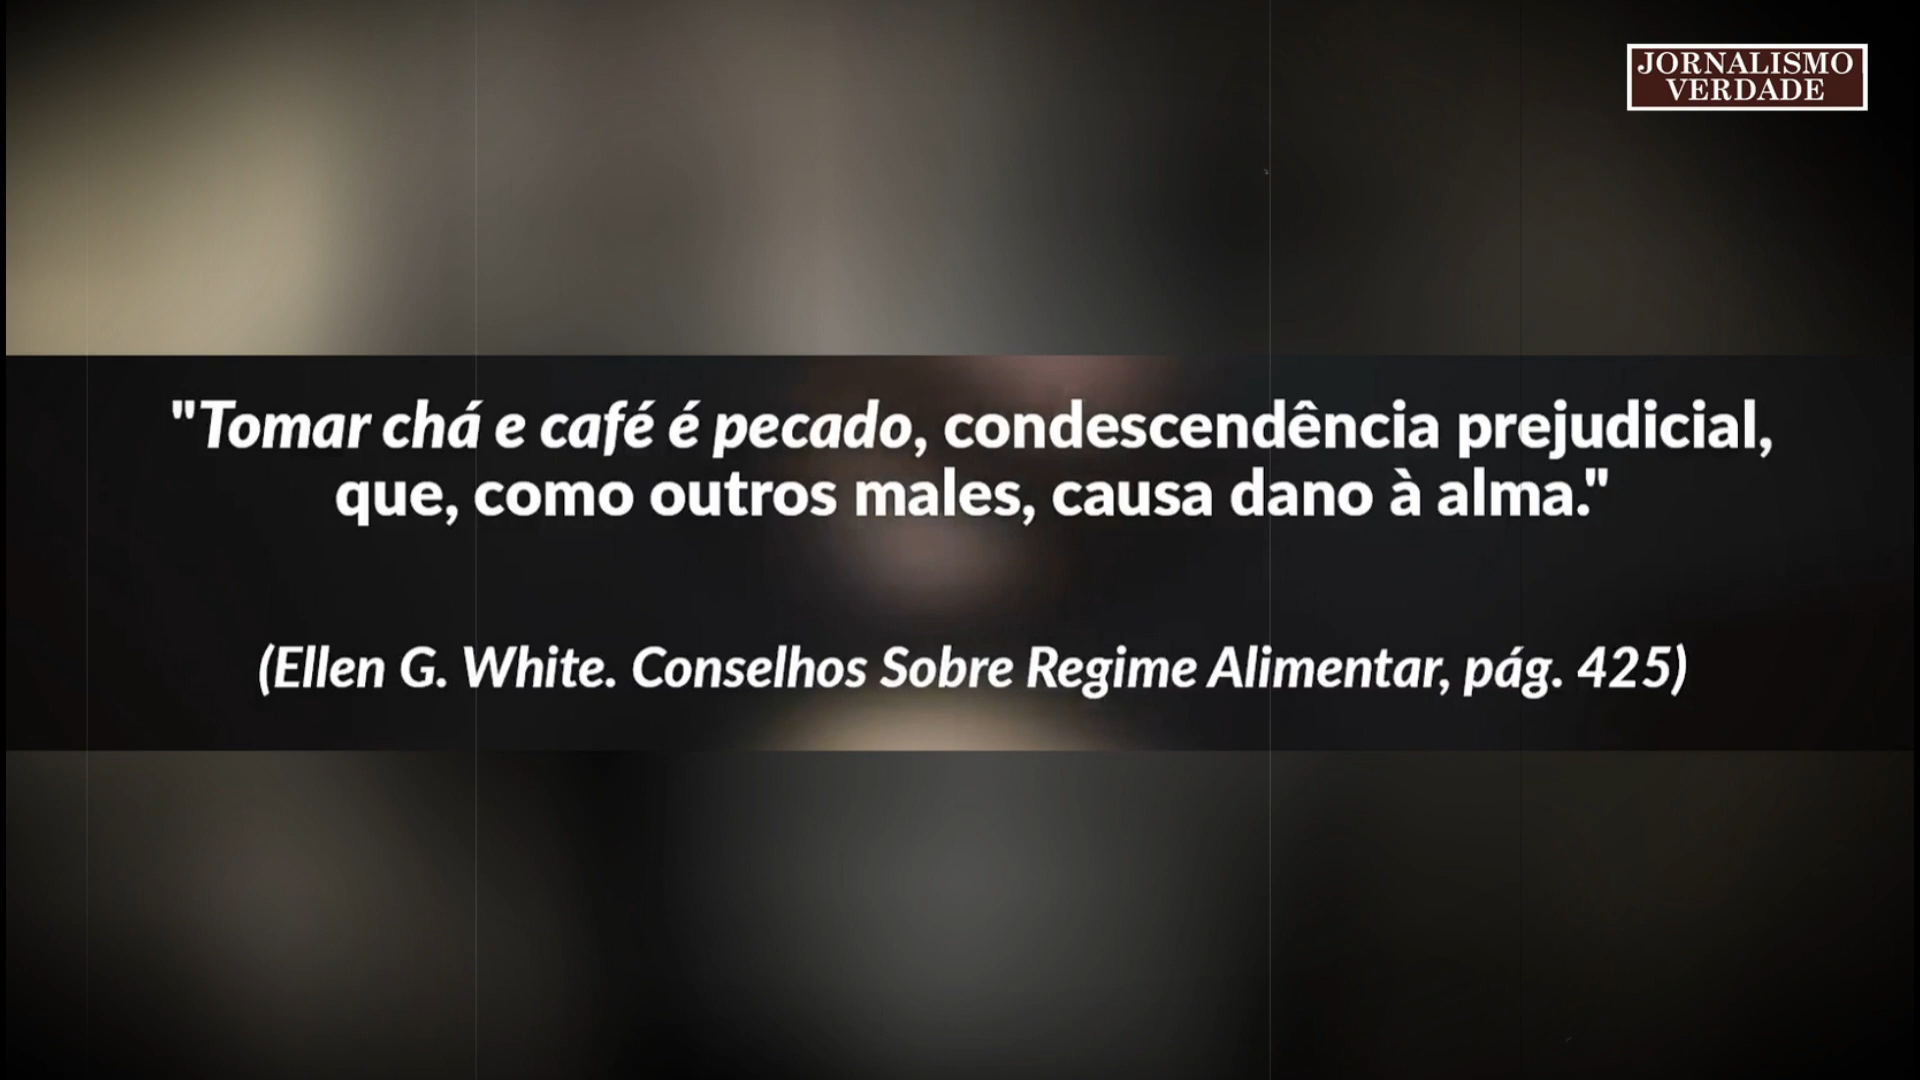 JORNALISMO
VERDADE
"Tomar chá e café é pecado, condescendência prejudicial,
que, como outros males, causa dano à alma."
(Ellen G. White. Conselhos Sobre Regime Alimentar, pág. 425)